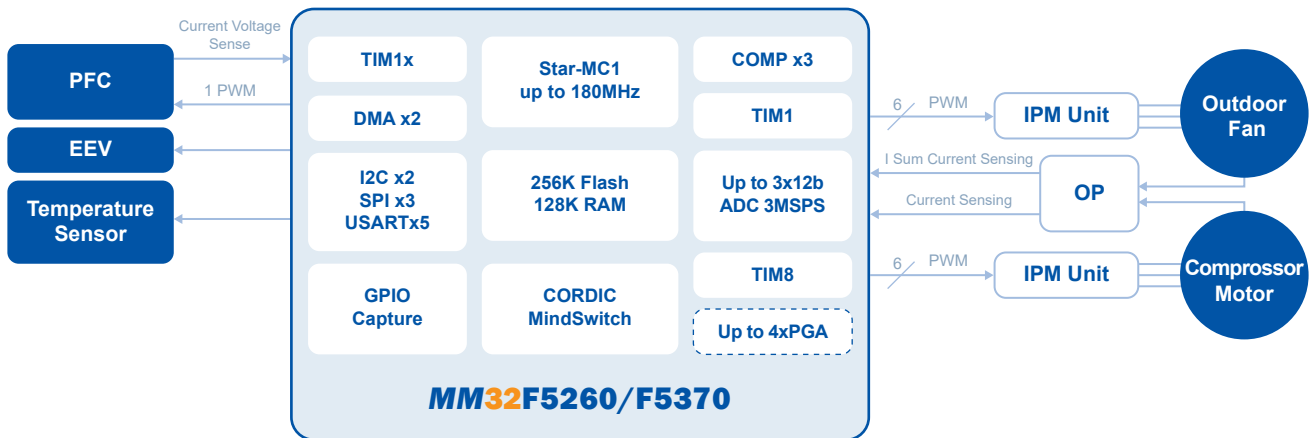 Current Voltage
Sense
PFC
1 PWM
EEV
Temperature
Sensor
TIM1x
DMA x2
I2C x2
SPI x3
USARTx5
GPIO
Capture
Star-MC1
up to 180MHz
256K Flash
128K RAM
CORDIC
MindSwitch
COMP x3
TIM1
Up to 3x12b
ADC 3MSPS
TIM8
Up to 4xPGA
MM32F5260/F5370
6 PWM
IPM Unit
Outdoor
Fan
I Sum Current Sensing
Current Sensing
OP
6 PWM
IPM Unit
Comprossor
Motor